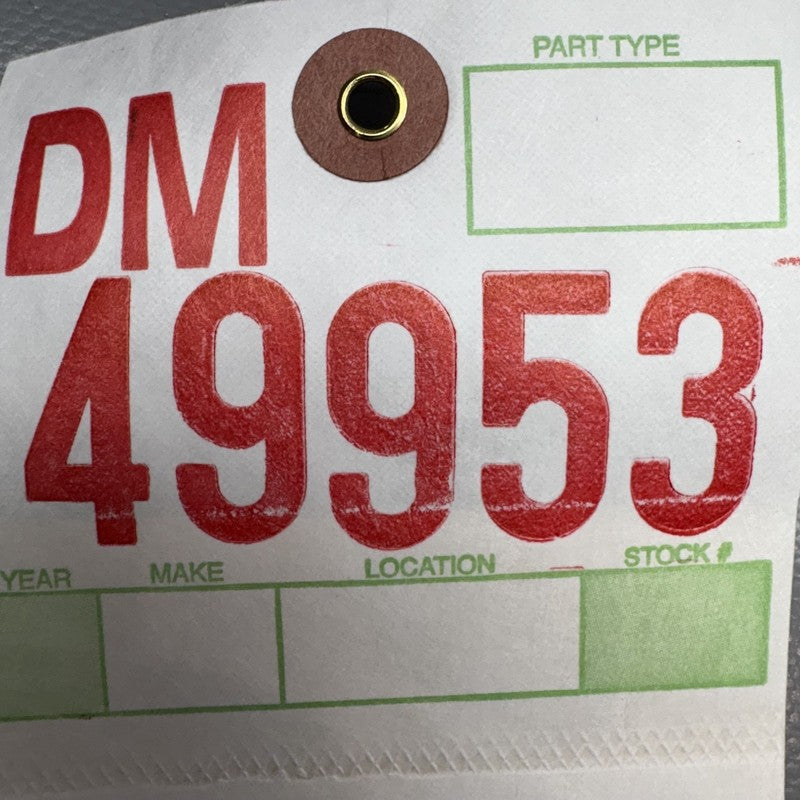 PART TYPE
DM
49953
YEAR MAKE LOCATION STOCK #